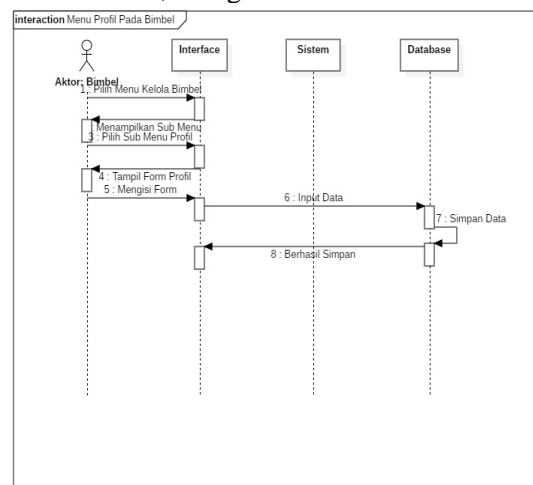 interaction Menu Profil Pada Bimbel
Interface
Sistem
Database
Aktor: Bimbel
1 : Pilih Menu Kelola Bimbel
Menampilkan Sub Menu
3 : Pilih Sub Menu Profil
4 : Tampil Form Profil
5 : Mengisi Form
6 : Input Data
7 : Simpan Data
8 : Berhasil Simpan